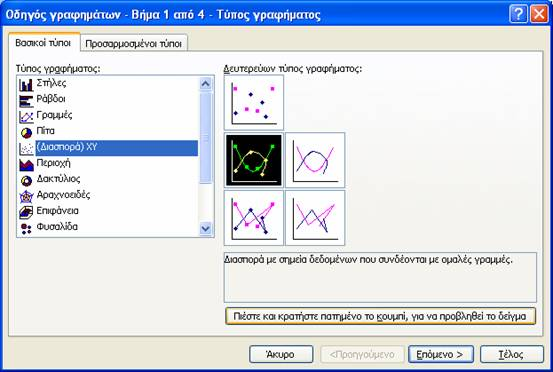 Οδηγός γραφημάτων - Βήμα 1 από 4 - Τύπος γραφήματος
Βασικοί τύποι
Προσαρμοσμένοι τύποι
Τύπος γραφήματος:
Στήλες
Ράβδοι
Γραμμές
Πίτα
(Διασπορά) XY
Περιοχή
Δακτύλιος
Αραχνοειδές
Επιφάνεια
Φυσαλίδα
Δευτερεύων τύπος γραφήματος:
Διασπορά με σημεία δεδομένων που συνδέονται με ομαλές γραμμές.
Πιέστε και κρατήστε πατημένο το κουμπί, για να προβληθεί το δείγμα
Άκυρο
<Προηγούμενο
Επόμενο >
Τέλος